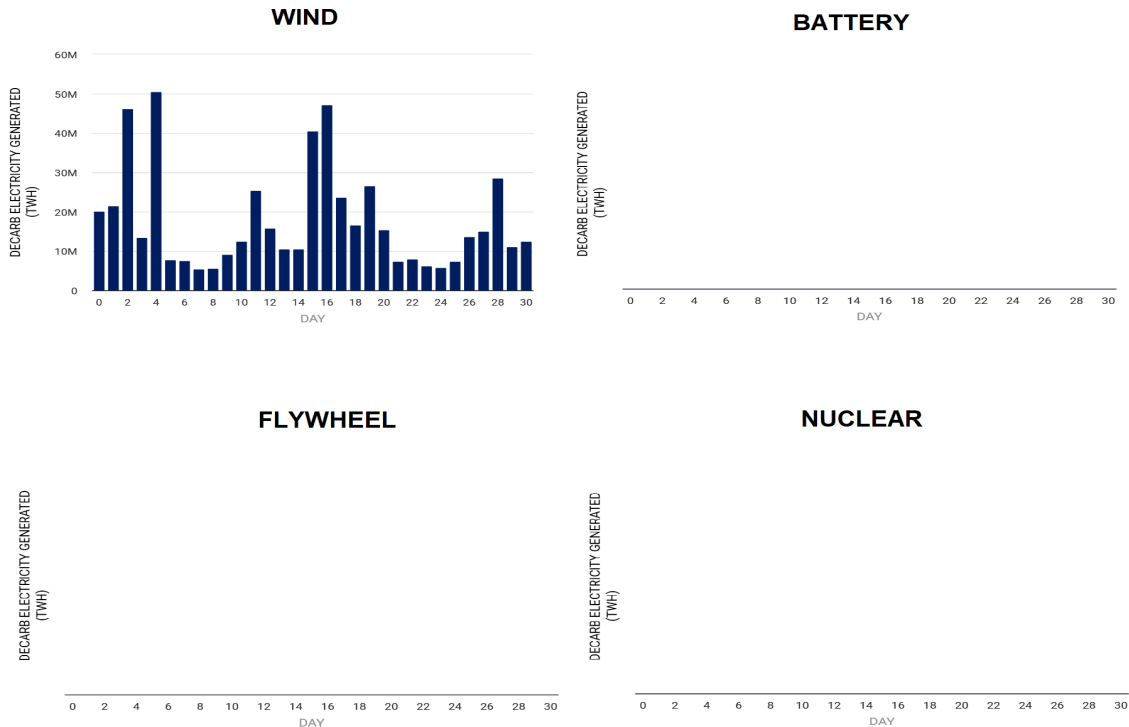 WIND
DECARB ELECTRICITY GENERATED
(TWH)
60M
50M
40M
30M
20M
10M
0
0 2 4 6 8 10 12 14 16 18 20 22 24 26 28 30
DAY
BATTERY
DECARB ELECTRICITY GENERATED
(TWH)
0 2 4 6 8 10 12 14 16 18 20 22 24 26 28 30
DAY
FLYWHEEL
DECARB ELECTRICITY GENERATED
(TWH)
0 2 4 6 8 10 12 14 16 18 20 22 24 26 28 30
DAY
NUCLEAR
DECARB ELECTRICITY GENERATED
(TWH)
0 2 4 6 8 10 12 14 16 18 20 22 24 26 28 30
DAY